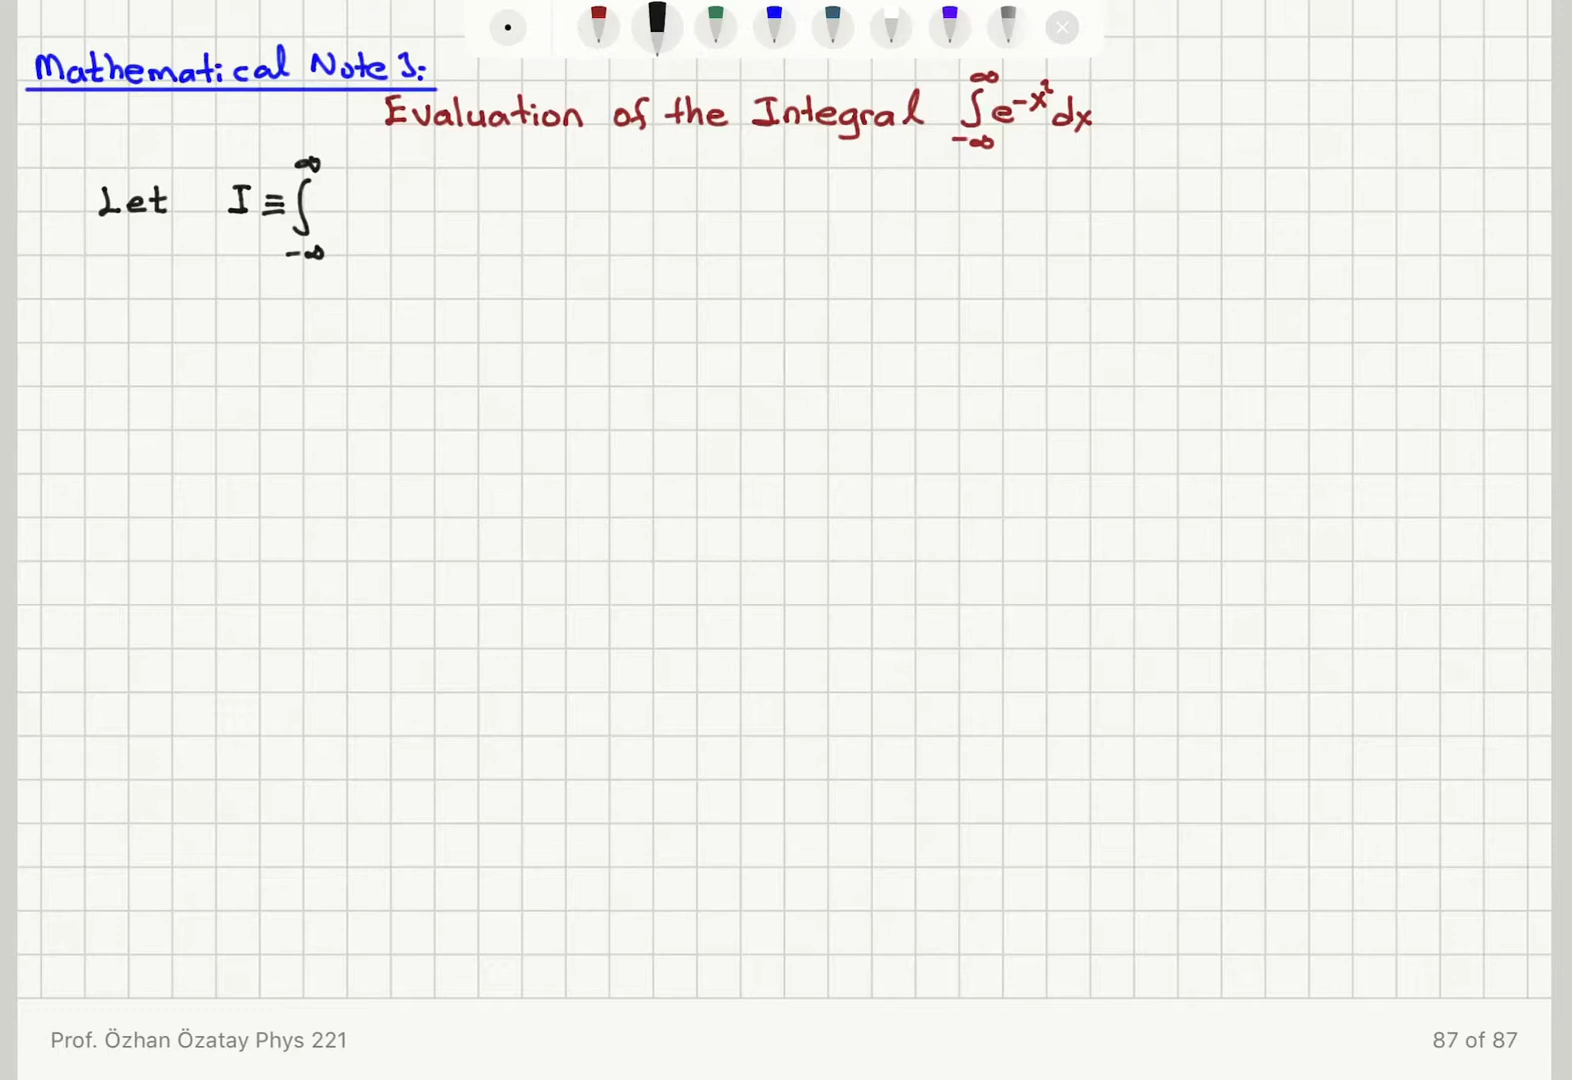 Mathematical Note 3:
Evaluation of the Integral ∫_{-∞}^{∞} e^{-x²} dx
Let I ≡ ∫_{-∞}^{∞}
Prof. Özhan Özatay Phys 221
87 of 87